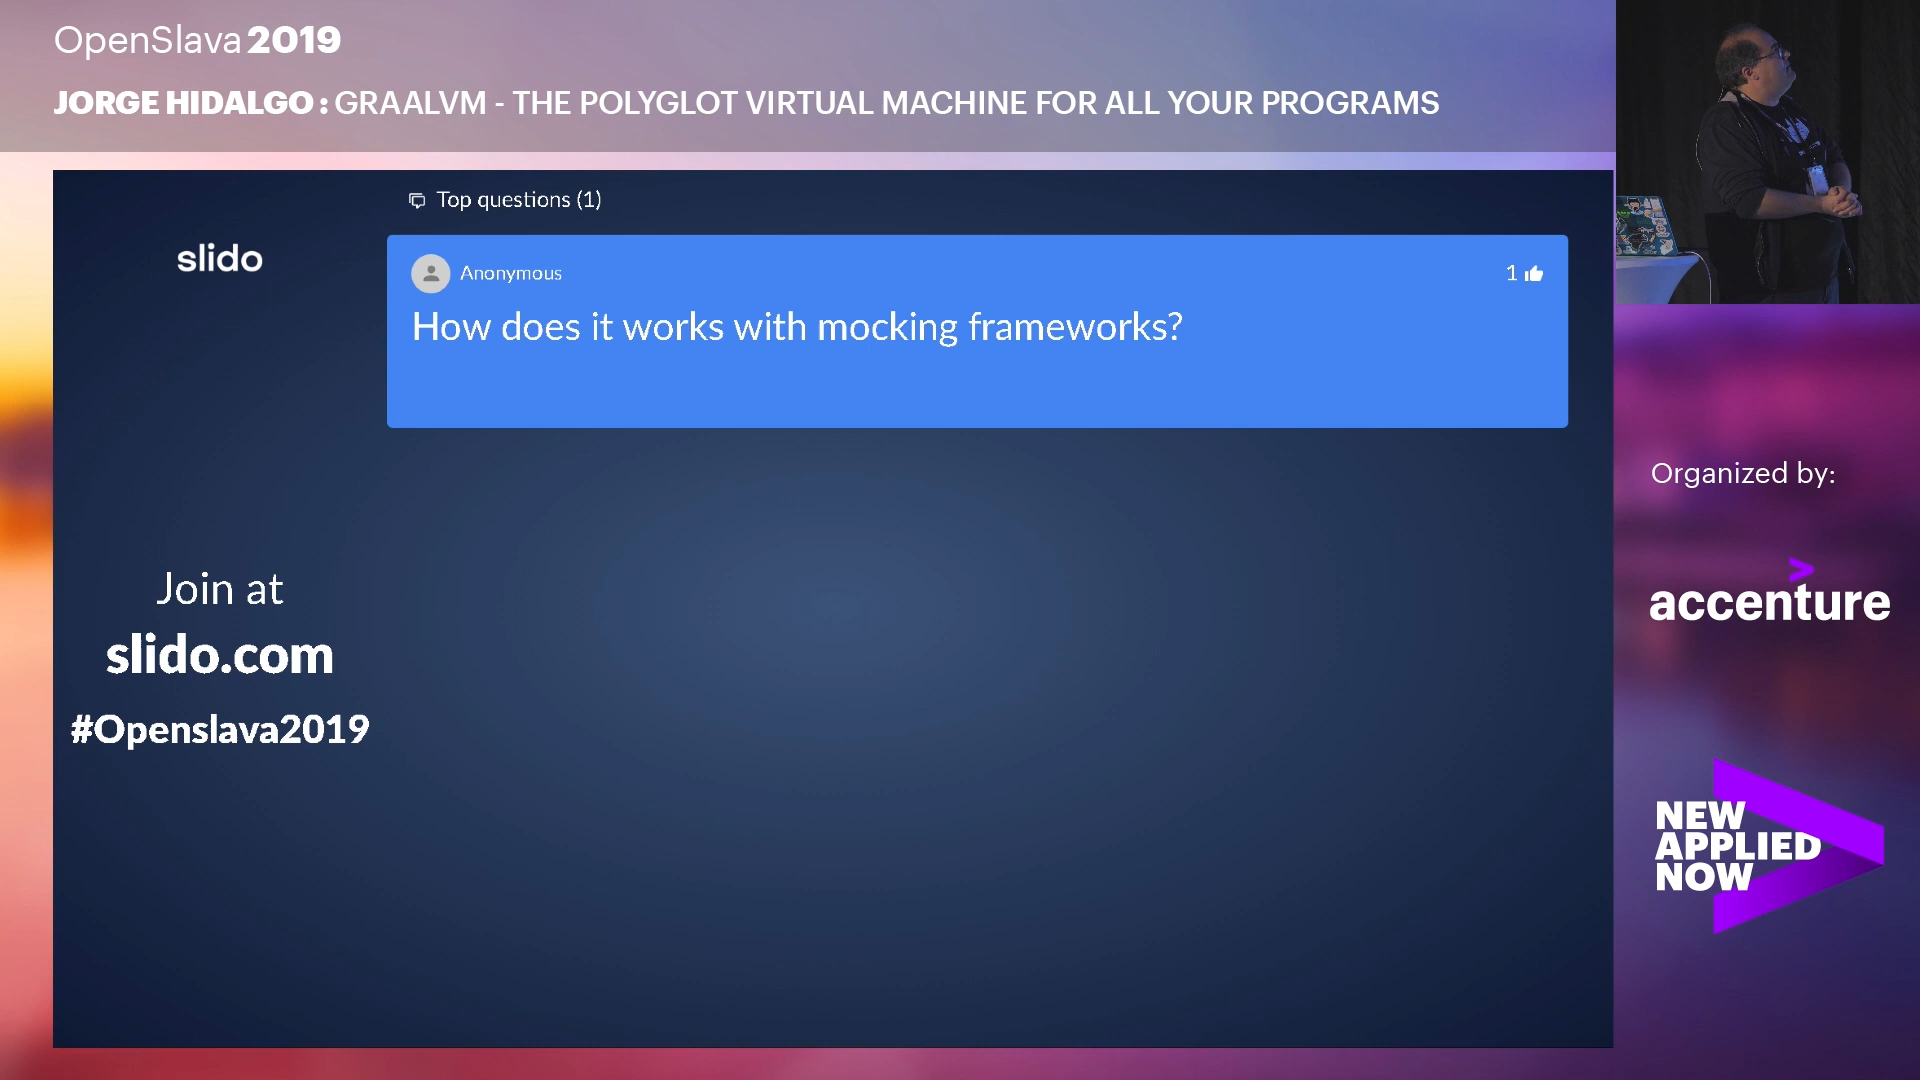 OpenSlava 2019
JORGE HIDALGO : GRAALVM - THE POLYGLOT VIRTUAL MACHINE FOR ALL YOUR PROGRAMS
Top questions (1)
slido
Anonymous
1
How does it works with mocking frameworks?
Join at
slido.com
#Openslava2019
Organized by:
accenture
NEW
APPLIED
NOW